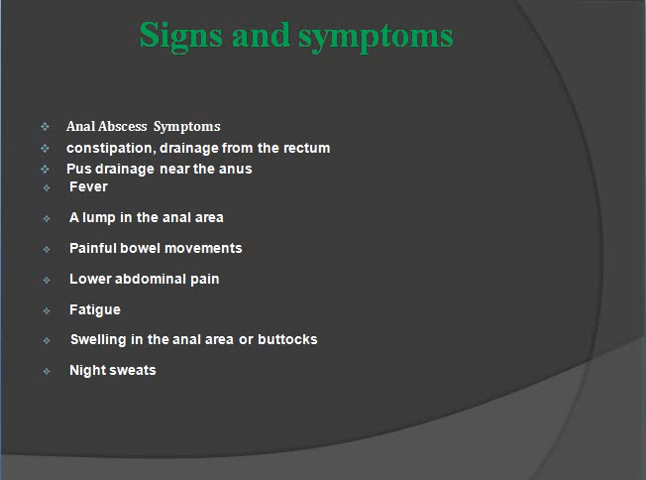 Signs and symptoms
Anal Abscess Symptoms
constipation, drainage from the rectum
Pus drainage near the anus
Fever
A lump in the anal area
Painful bowel movements
Lower abdominal pain
Fatigue
Swelling in the anal area or buttocks
Night sweats